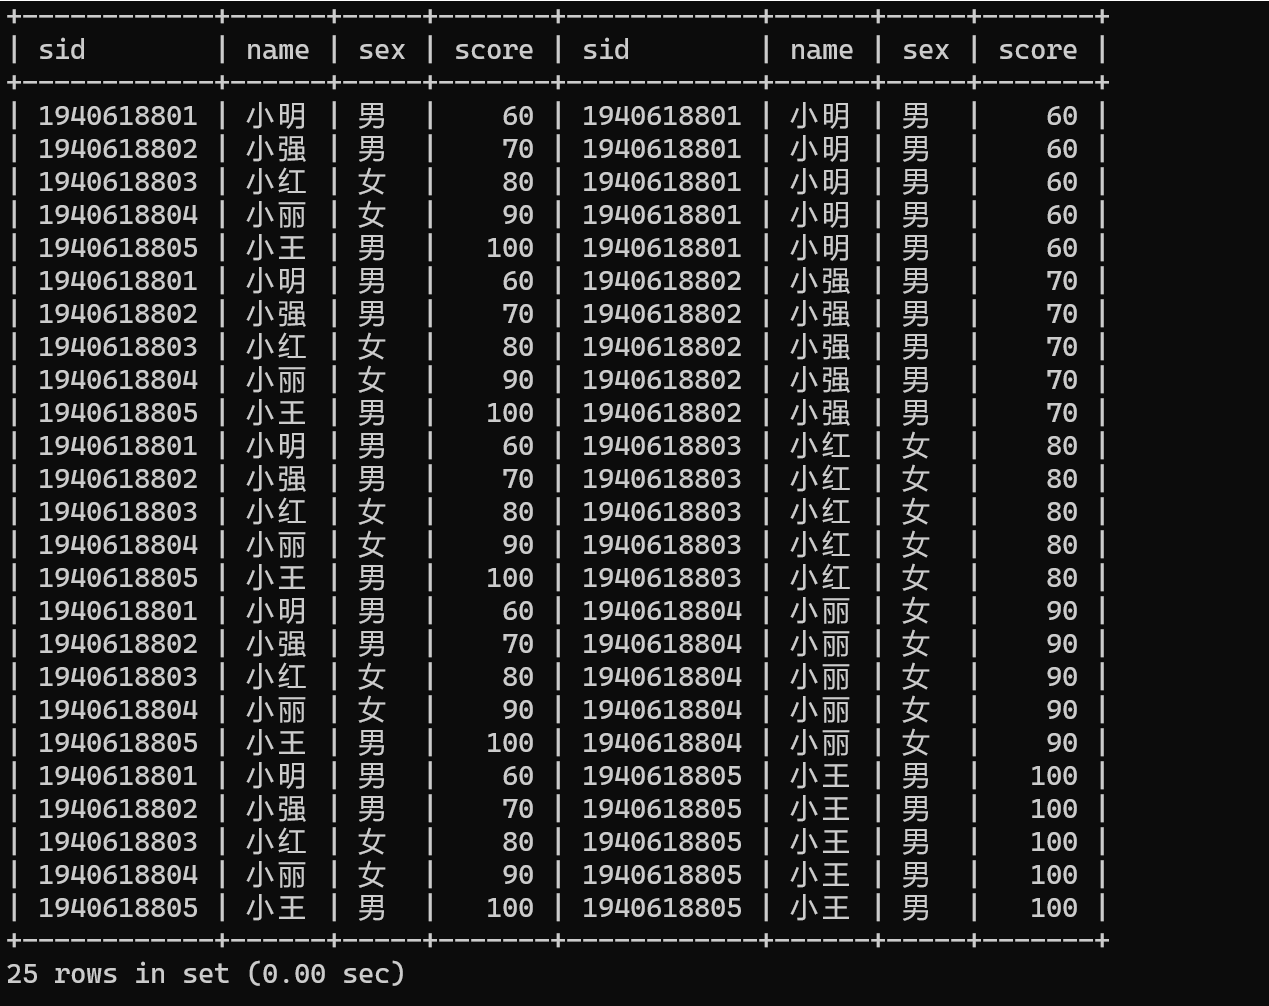 +------------+------+-----+-------+------------+------+-----+-------+
| sid        | name | sex | score | sid        | name | sex | score |
+------------+------+-----+-------+------------+------+-----+-------+
| 1940618801 | 小明 | 男  |    60 | 1940618801 | 小明 | 男  |    60 |
| 1940618802 | 小强 | 男  |    70 | 1940618801 | 小明 | 男  |    60 |
| 1940618803 | 小红 | 女  |    80 | 1940618801 | 小明 | 男  |    60 |
| 1940618804 | 小丽 | 女  |    90 | 1940618801 | 小明 | 男  |    60 |
| 1940618805 | 小王 | 男  |   100 | 1940618801 | 小明 | 男  |    60 |
| 1940618801 | 小明 | 男  |    60 | 1940618802 | 小强 | 男  |    70 |
| 1940618802 | 小强 | 男  |    70 | 1940618802 | 小强 | 男  |    70 |
| 1940618803 | 小红 | 女  |    80 | 1940618802 | 小强 | 男  |    70 |
| 1940618804 | 小丽 | 女  |    90 | 1940618802 | 小强 | 男  |    70 |
| 1940618805 | 小王 | 男  |   100 | 1940618802 | 小强 | 男  |    70 |
| 1940618801 | 小明 | 男  |    60 | 1940618803 | 小红 | 女  |    80 |
| 1940618802 | 小强 | 男  |    70 | 1940618803 | 小红 | 女  |    80 |
| 1940618803 | 小红 | 女  |    80 | 1940618803 | 小红 | 女  |    80 |
| 1940618804 | 小丽 | 女  |    90 | 1940618803 | 小红 | 女  |    80 |
| 1940618805 | 小王 | 男  |   100 | 1940618803 | 小红 | 女  |    80 |
| 1940618801 | 小明 | 男  |    60 | 1940618804 | 小丽 | 女  |    90 |
| 1940618802 | 小强 | 男  |    70 | 1940618804 | 小丽 | 女  |    90 |
| 1940618803 | 小红 | 女  |    80 | 1940618804 | 小丽 | 女  |    90 |
| 1940618804 | 小丽 | 女  |    90 | 1940618804 | 小丽 | 女  |    90 |
| 1940618805 | 小王 | 男  |   100 | 1940618804 | 小丽 | 女  |    90 |
| 1940618801 | 小明 | 男  |    60 | 1940618805 | 小王 | 男  |   100 |
| 1940618802 | 小强 | 男  |    70 | 1940618805 | 小王 | 男  |   100 |
| 1940618803 | 小红 | 女  |    80 | 1940618805 | 小王 | 男  |   100 |
| 1940618804 | 小丽 | 女  |    90 | 1940618805 | 小王 | 男  |   100 |
| 1940618805 | 小王 | 男  |   100 | 1940618805 | 小王 | 男  |   100 |
+------------+------+-----+-------+------------+------+-----+-------+
25 rows in set (0.00 sec)